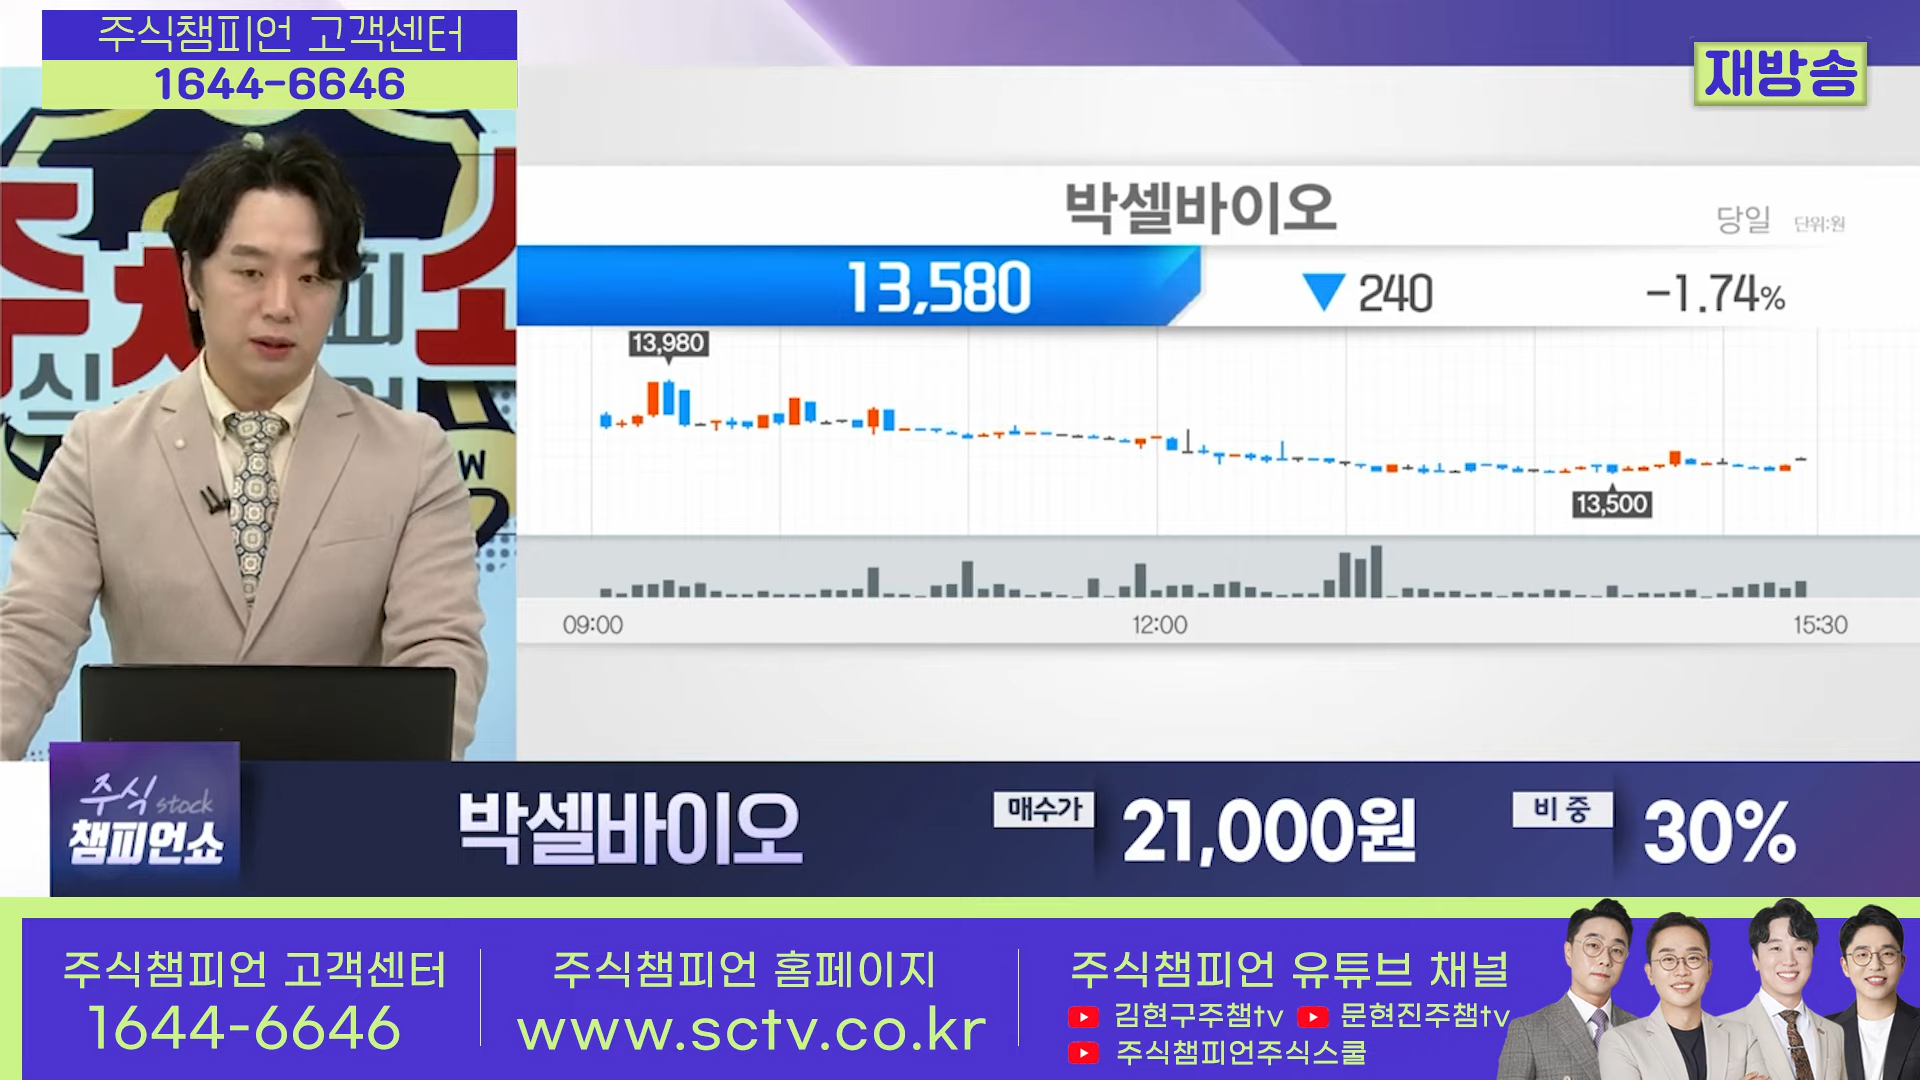 주식챔피언 고객센터
1644-6646
재방송
박셀바이오
당일 단위:원
13,580 ▼240 -1.74%
13,980
13,500
09:00 12:00 15:30
주식 stock
챔피언쇼
박셀바이오 매수가 21,000원 비중 30%
주식챔피언 고객센터
1644-6646
주식챔피언 홈페이지
www.sctv.co.kr
주식챔피언 유튜브 채널
김현구주챔tv 문현진주챔tv
주식챔피언주식스쿨